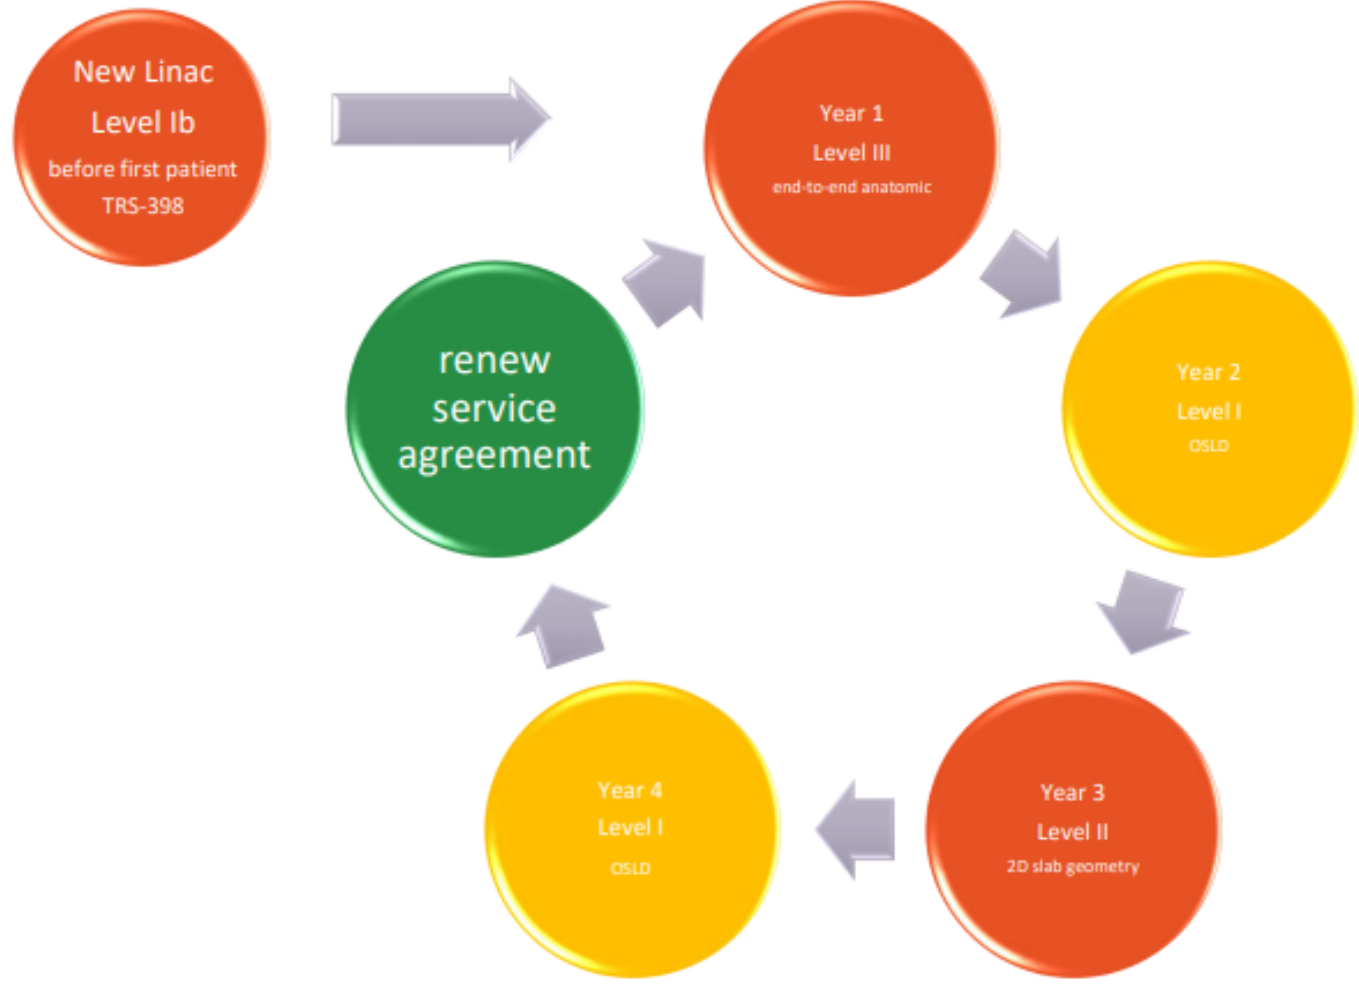 New Linac
Level Ib
before first patient
TRS-398
Year 1
Level III
end-to-end anatomic
Year 2
Level I
OSLD
Year 3
Level II
2D slab geometry
Year 4
Level I
OSLD
renew
service
agreement